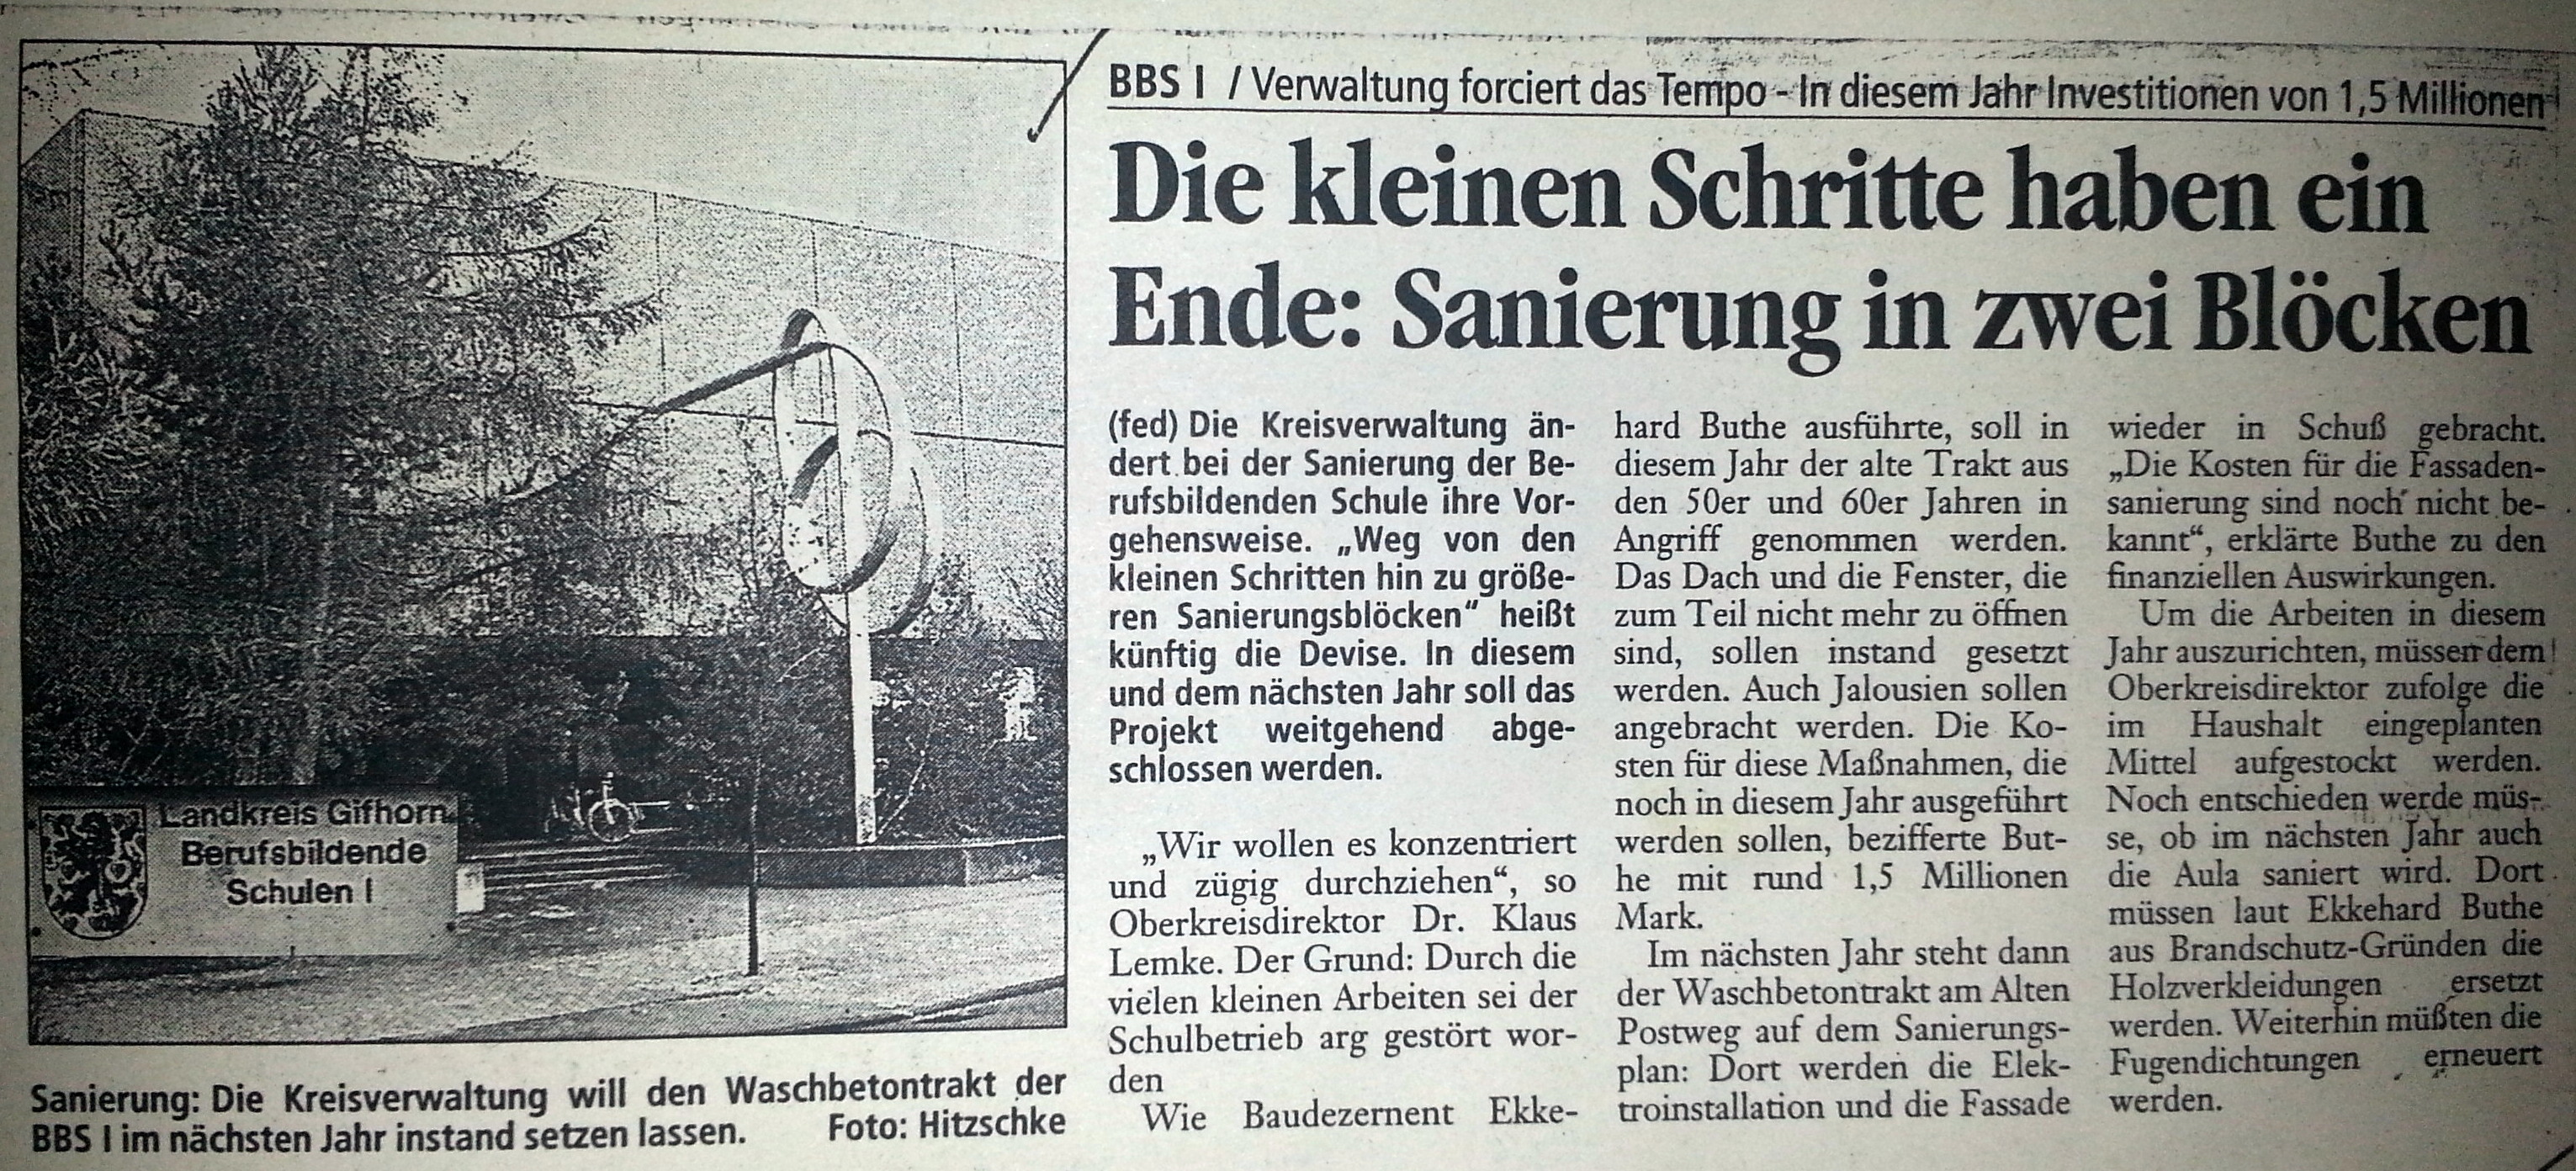 BBS I / Verwaltung forciert das Tempo - In diesem Jahr Investitionen von 1,5 Millionen
Die kleinen Schritte haben ein
Ende: Sanierung in zwei Blöcken
Landkreis Gifhorn
Berufsbildende
Schulen I
Sanierung: Die Kreisverwaltung will den Waschbetontrakt der
BBS I im nächsten Jahr instand setzen lassen. Foto: Hitzschke
(fed) Die Kreisverwaltung än-
dert bei der Sanierung der Be-
rufsbildenden Schule ihre Vor-
gehensweise. „Weg von den
kleinen Schritten hin zu größe-
ren Sanierungsblöcken“ heißt
künftig die Devise. In diesem
und dem nächsten Jahr soll das
Projekt weitgehend abge-
schlossen werden.
„Wir wollen es konzentriert
und zügig durchziehen“, so
Oberkreisdirektor Dr. Klaus
Lemke. Der Grund: Durch die
vielen kleinen Arbeiten sei der
Schulbetrieb arg gestört wor-
den
Wie Baudezernent Ekke-
hard Buthe ausführte, soll in
diesem Jahr der alte Trakt aus
den 50er und 60er Jahren in
Angriff genommen werden.
Das Dach und die Fenster, die
zum Teil nicht mehr zu öffnen
sind, sollen instand gesetzt
werden. Auch Jalousien sollen
angebracht werden. Die Ko-
sten für diese Maßnahmen, die
noch in diesem Jahr ausgeführt
werden sollen, bezifferte But-
he mit rund 1,5 Millionen
Mark.
Im nächsten Jahr steht dann
der Waschbetontrakt am Alten
Postweg auf dem Sanierungs-
plan: Dort werden die Elek-
troinstallation und die Fassade
wieder in Schuß gebracht.
„Die Kosten für die Fassaden-
sanierung sind noch nicht be-
kannt“, erklärte Buthe zu den
finanziellen Auswirkungen.
Um die Arbeiten in diesem
Jahr auszurichten, müssen dem
Oberkreisdirektor zufolge die
im Haushalt eingeplanten
Mittel aufgestockt werden.
Noch entschieden werde müs-
se, ob im nächsten Jahr auch
die Aula saniert wird. Dort
müssen laut Ekkehard Buthe
aus Brandschutz-Gründen die
Holzverkleidungen ersetzt
werden. Weiterhin müßten die
Fugendichtungen erneuert
werden.